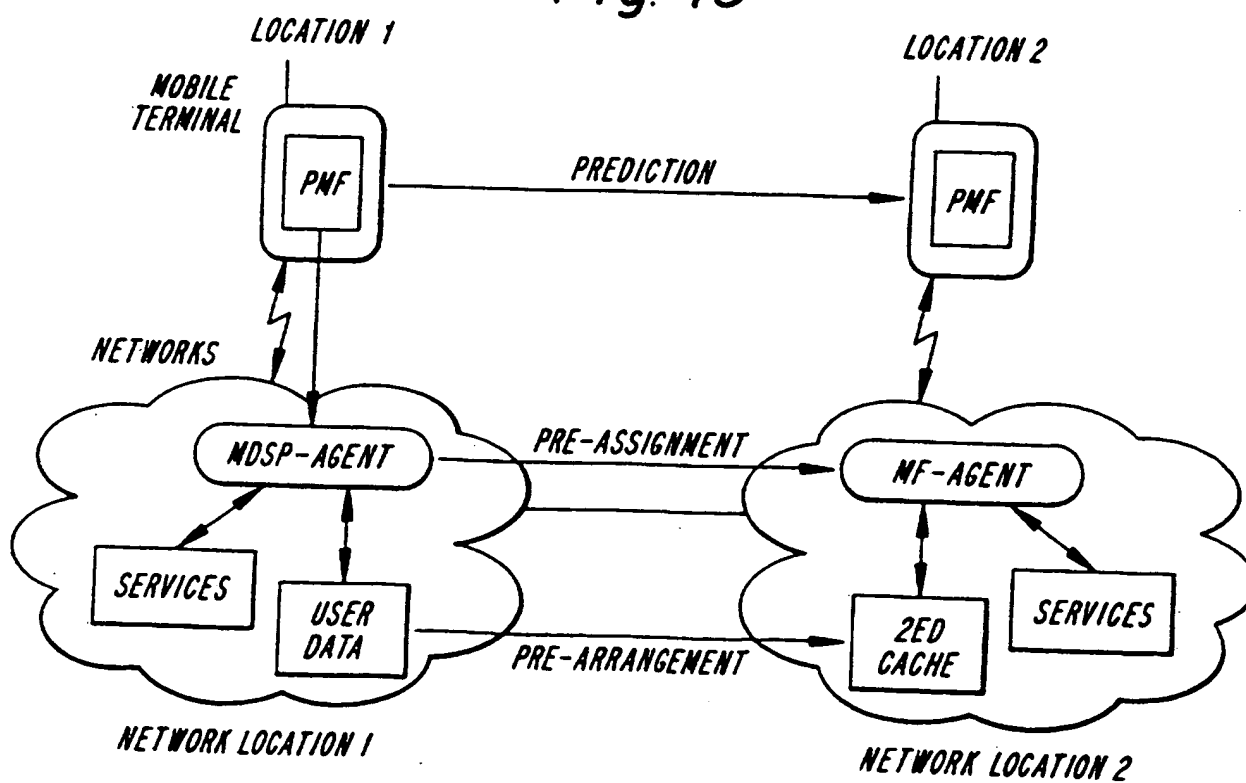 LOCATION 1
LOCATION 2
MOBILE
TERMINAL
PMF
PREDICTION
PMF
NETWORKS
MDSP-AGENT
PRE-ASSIGNMENT
MF-AGENT
SERVICES
USER
DATA
PRE-ARRANGEMENT
2ED
CACHE
SERVICES
NETWORK LOCATION 1
NETWORK LOCATION 2